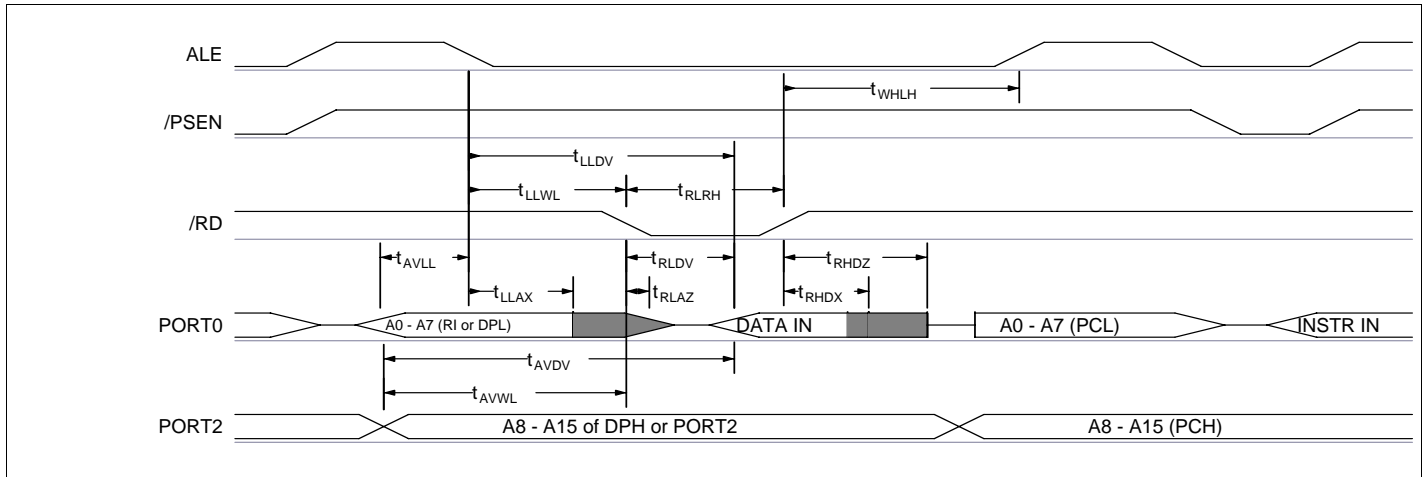 ALE
tWHLH
/PSEN
tLLDV
tLLWL
tRLRH
/RD
tAVLL
tRLDV
tRHDZ
tLLAX
tRLAZ
tRHDX
PORT0
A0 - A7 (RI or DPL)
DATA IN
A0 - A7 (PCL)
INSTR IN
tAVDV
tAVWL
PORT2
A8 - A15 of DPH or PORT2
A8 - A15 (PCH)